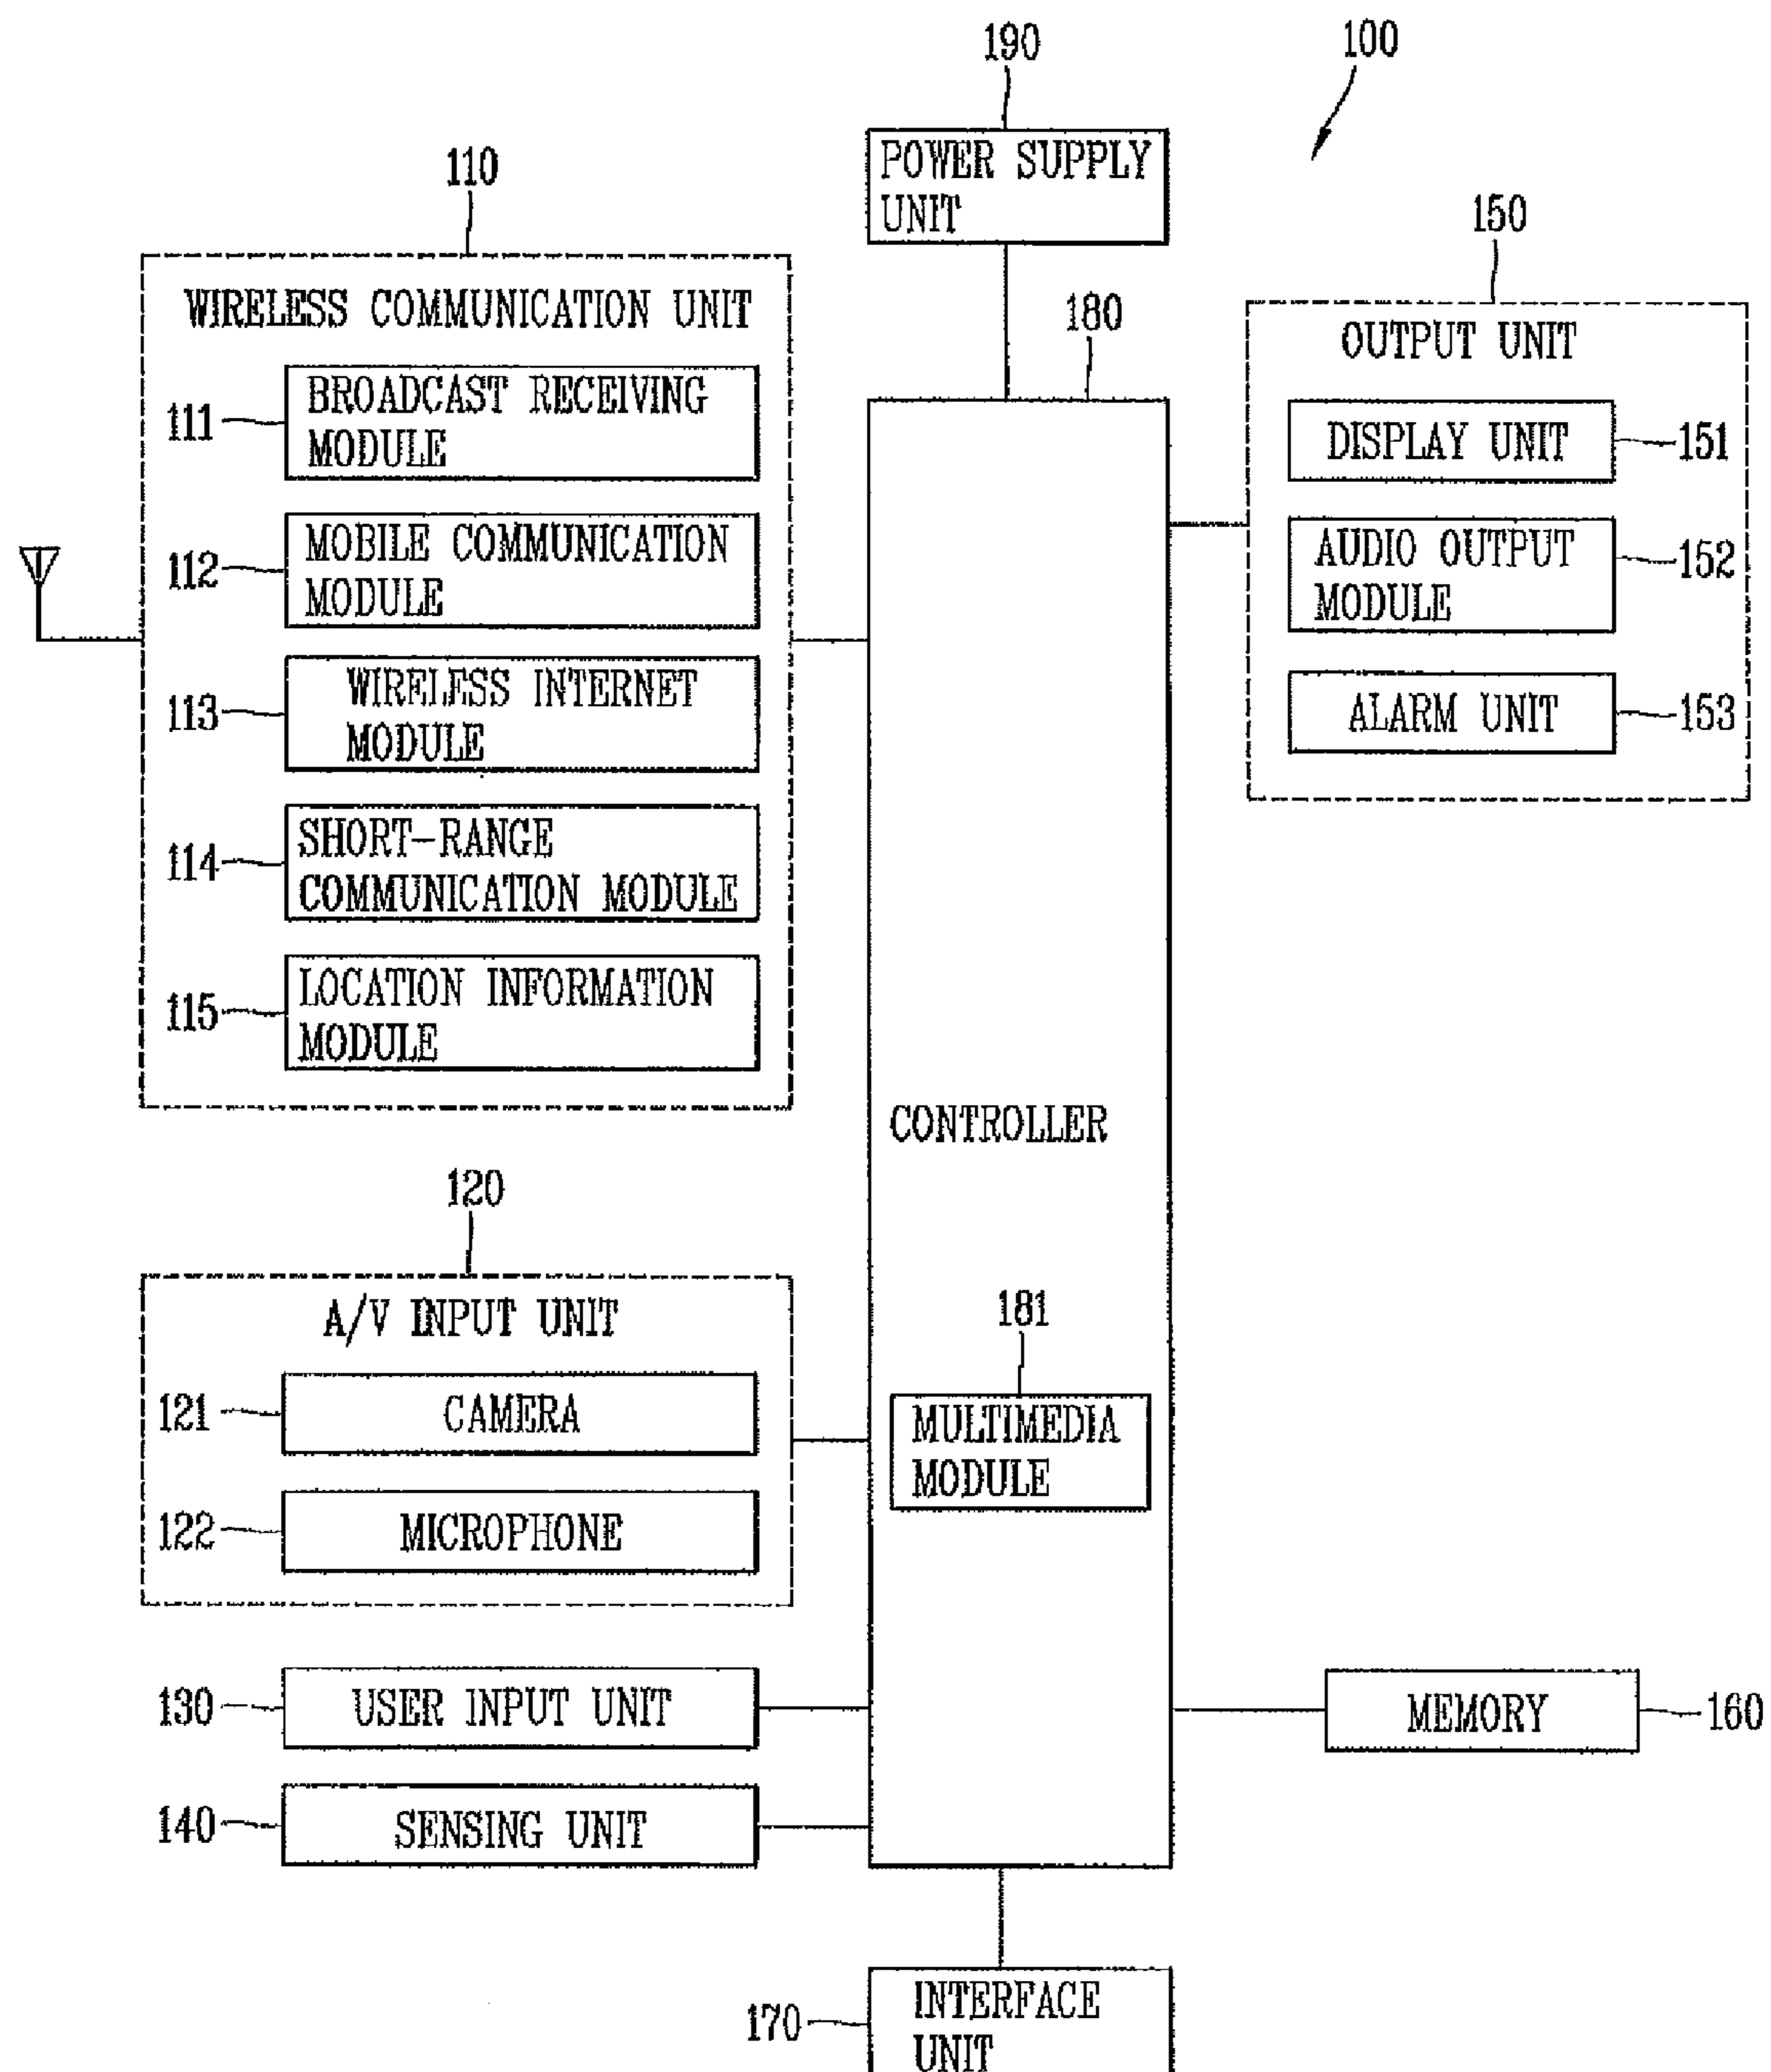 190
100
POWER SUPPLY
UNIT
110
WIRELESS COMMUNICATION UNIT
111
BROADCAST RECEIVING
MODULE
112
MOBILE COMMUNICATION
MODULE
113
WIRELESS INTERNET
MODULE
114
SHORT-RANGE
COMMUNICATION MODULE
115
LOCATION INFORMATION
MODULE
180
CONTROLLER
150
OUTPUT UNIT
DISPLAY UNIT
151
AUDIO OUTPUT
MODULE
152
ALARM UNIT
153
120
A/V INPUT UNIT
121
CAMERA
122
MICROPHONE
181
MULTIMEDIA
MODULE
130
USER INPUT UNIT
140
SENSING UNIT
MEMORY
160
170
INTERFACE
UNIT